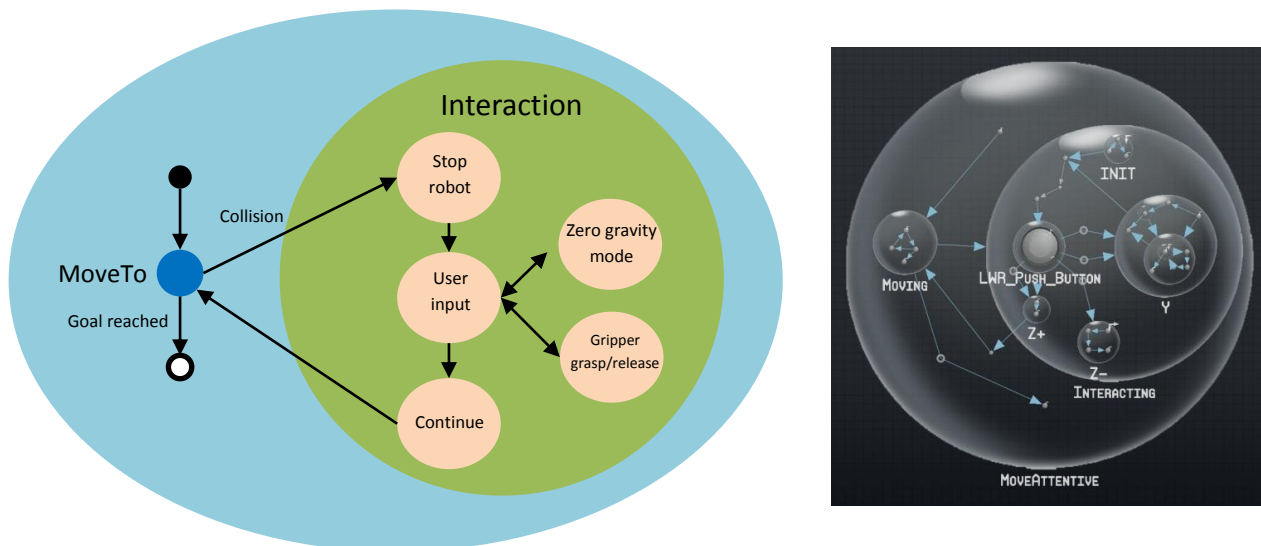 Interaction
Stop
robot
Collision
Zero gravity
mode
MoveTo
User
input
Goal reached
Gripper
grasp/release
Continue
INIT
Moving
LWR_Push_Button
Y
Z+
Z-
Interacting
MoveAttentive